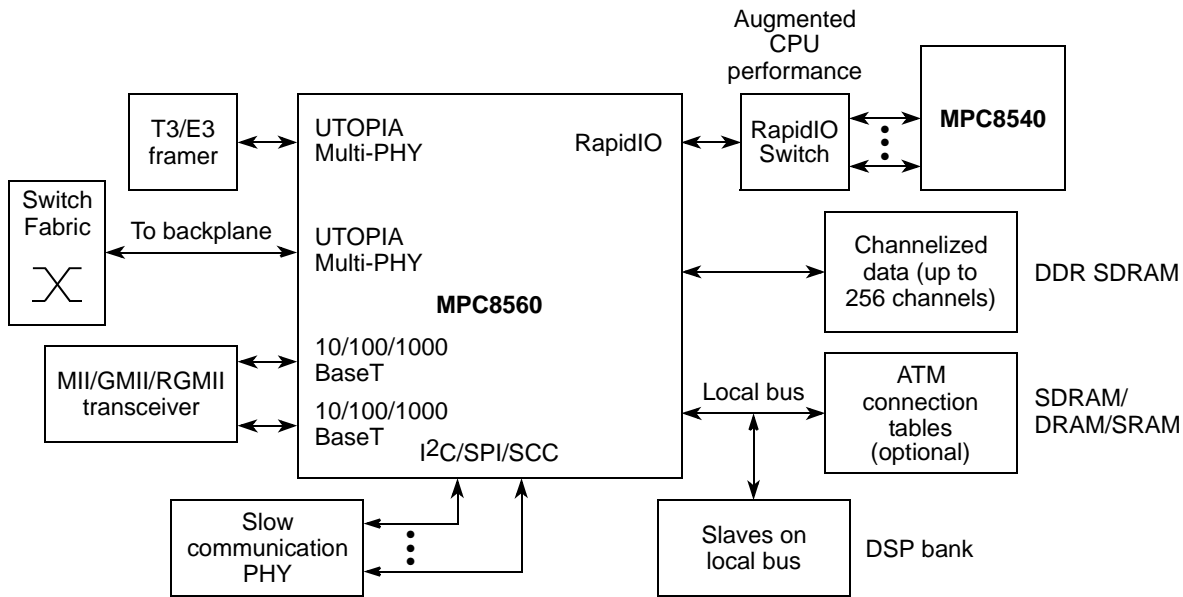 Augmented
CPU
performance
T3/E3
framer
UTOPIA
Multi-PHY
RapidIO
RapidIO
Switch
MPC8540
Switch
Fabric
To backplane
UTOPIA
Multi-PHY
MPC8560
Channelized
data (up to
256 channels)
DDR SDRAM
MII/GMII/RGMII
transceiver
10/100/1000
BaseT
10/100/1000
BaseT
I2C/SPI/SCC
Local bus
ATM
connection
tables
(optional)
SDRAM/
DRAM/SRAM
Slow
communication
PHY
Slaves on
local bus
DSP bank